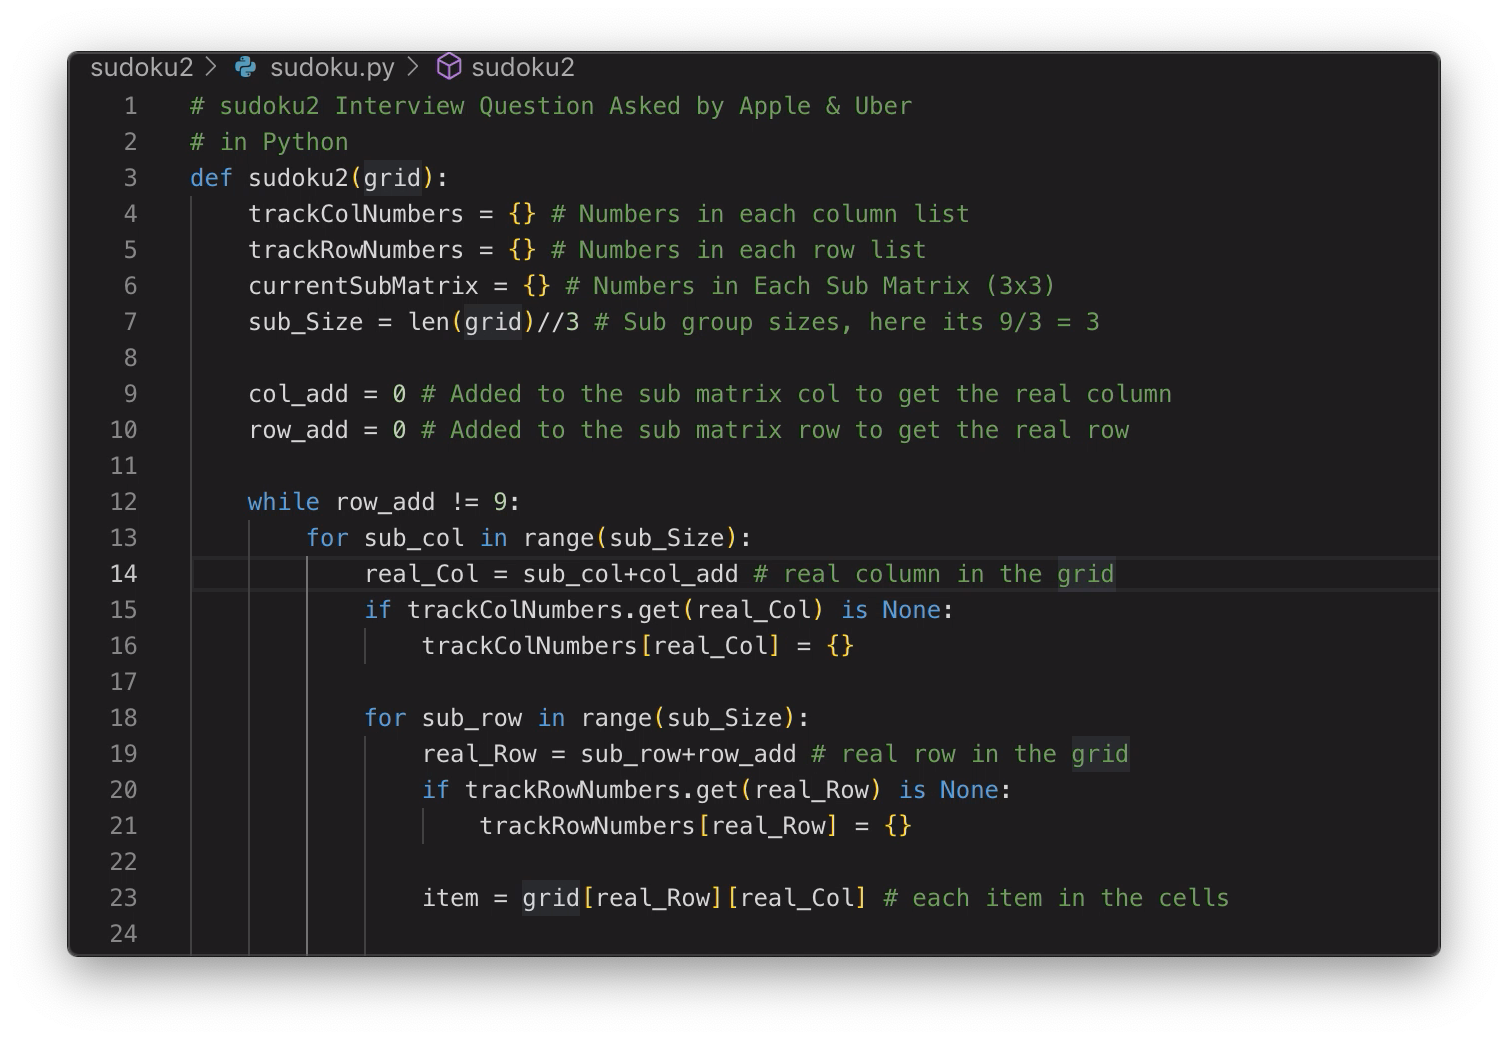 sudoku2 > sudoku.py > sudoku2
1 # sudoku2 Interview Question Asked by Apple & Uber
2 # in Python
3 def sudoku2(grid):
4     trackColNumbers = {} # Numbers in each column list
5     trackRowNumbers = {} # Numbers in each row list
6     currentSubMatrix = {} # Numbers in Each Sub Matrix (3x3)
7     sub_Size = len(grid)//3 # Sub group sizes, here its 9/3 = 3
8
9     col_add = 0 # Added to the sub matrix col to get the real column
10     row_add = 0 # Added to the sub matrix row to get the real row
11
12     while row_add != 9:
13         for sub_col in range(sub_Size):
14             real_Col = sub_col+col_add # real column in the grid
15             if trackColNumbers.get(real_Col) is None:
16                 trackColNumbers[real_Col] = {}
17
18             for sub_row in range(sub_Size):
19                 real_Row = sub_row+row_add # real row in the grid
20                 if trackRowNumbers.get(real_Row) is None:
21                     trackRowNumbers[real_Row] = {}
22
23                 item = grid[real_Row][real_Col] # each item in the cells
24